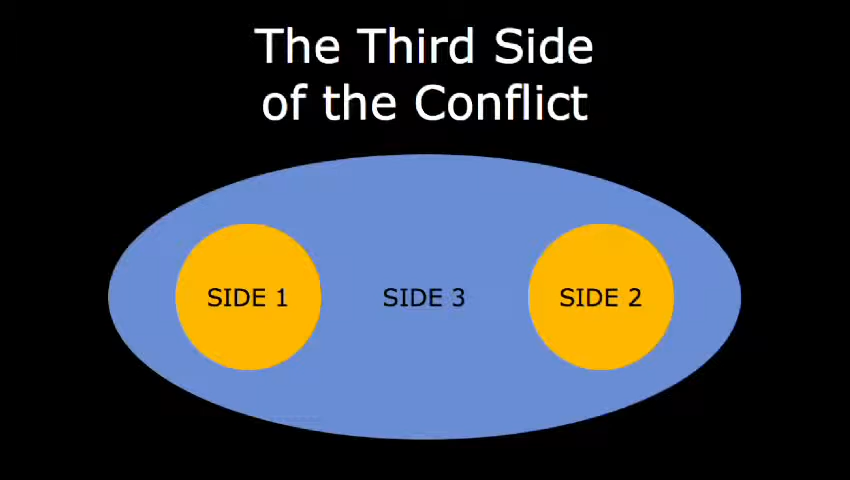 The Third Side
of the Conflict
SIDE 1
SIDE 3
SIDE 2